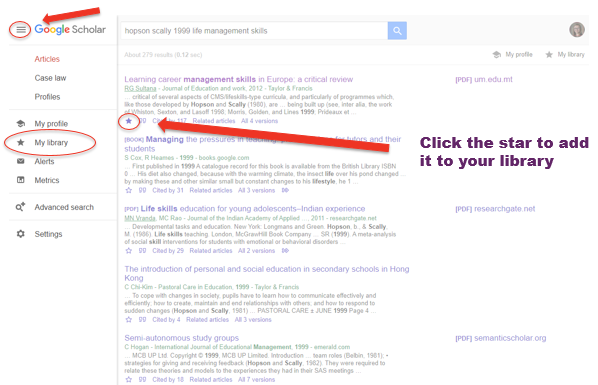 Google Scholar
hopson scally 1999 life management skills
Articles
Case law
Profiles
My profile
My library
Alerts
Metrics
Advanced search
Settings
About 279 results (0.12 sec)
My profile
My library
Learning career management skills in Europe: a critical review
RG Sultana - Journal of Education and work, 2012 - Taylor & Francis
... critical of several aspects of CMS/lifeskills-type curricula, and particularly of programmes which,
like those developed by Hopson and Scally (1980), are ... being built up (see, inter alia, the work
of Whiston, Sexton, and Lasoff 1998, Morris, Golden, and Lines 1999, Prideaux et ...
Cited by 117 Related articles All 4 versions
[PDF] um.edu.mt
Click the star to add
it to your library
[BOOK] Managing the pressures in teaching: for tutors and their
students
S Cox, R Heames - 1999 - books.google.com
... First published in 1999 A catalogue record for this book is available from the British Library ISBN
0 ... His diet also changed, because with the warming climate, the insect life over his pond changed ...
by making these and other similar small but constant changes to his lifestyle, he 1 ...
Cited by 31 Related articles All 3 versions
[PDF] Life skills education for young adolescents–Indian experience
MN Vranda, MC Rao - Journal of the Indian Academy of Applied ..., 2011 - researchgate.net
... Developmental tasks and education. New York: Longmans and Green. Hopson, b., & Scally,
M. (1986). Life skills teaching. London, McGrawHill Book Company ... SR (1999). A meta-analysis
of social skill interventions for students with emotional or behavioral disorders ...
Cited by 29 Related articles All 2 versions
[PDF] researchgate.net
The introduction of personal and social education in secondary schools in Hong
Kong
C Chi-Kim - Pastoral Care in Education, 1999 - Taylor & Francis
... To cope with changes in society, pupils have to learn how to communicate effectively and
efficiently; how to create, maintain and end relationships with others; and how to respond to
changes (Hopson and Scally, 1981) ... PASTORAL CARE ± JUNE 1999 Page 4 ...
Cited by 4 Related articles All 3 versions
Semi-autonomous study groups
C Hogan - International Journal of Educational Management, 1999 - emerald.com
... MCB UP Ltd. Copyright © 1999, MCB UP Limited. Introduction ... team roles (Belbin, 1981); •
strategies for giving and receiving feedback (Hopson and Scally, 1982). They were required to
relate these theories and models to the experiences they had in their SAS meetings ...
Cited by 18 Related articles All 7 versions
[PDF] semanticscholar.org